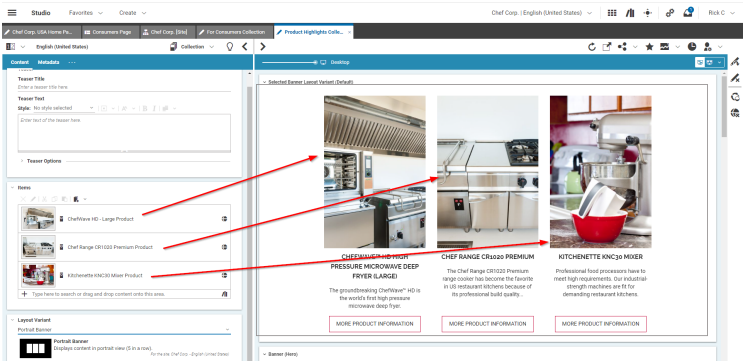 Studio
Favorites
Create
Chef Corp. | English (United States)
Rick C
Chef Corp. USA Home Pa...
Consumers Page
Chef Corp. [Site]
For Consumers Collection
Product Highlights Colle...
English (United States)
Collection
Content
Metadata
Desktop
Teaser Title
Enter a teaser title here.
Teaser Text
Style: No style selected
Enter text of the teaser here.
Teaser Options
Items
ChefWave HD - Large Product
Chef Range CR1020 Premium Product
Kitchenette KNC30 Mixer Product
Type here to search or drag and drop content onto this area.
Layout Variant
Portrait Banner
Portrait Banner
Displays content in portrait view (5 in a row).
For the site: Chef Corp - English (United States)
Selected Banner Layout Variant (Default)
CHEFWAVE™ HD HIGH
PRESSURE MICROWAVE DEEP
FRYER (LARGE)
The groundbreaking ChefWave™ HD is
the world's first high pressure
microwave deep fryer.
MORE PRODUCT INFORMATION
CHEF RANGE CR1020 PREMIUM
The Chef Range CR1020 Premium
range cooker has become the favorite
in US restaurant kitchens because of
its professional build quality...
MORE PRODUCT INFORMATION
KITCHENETTE KNC30 MIXER
Professional food processors have to
meet high requirements. Our industrial-
strength machines are fit for
demanding restaurant kitchens.
MORE PRODUCT INFORMATION
Banner (Hero)